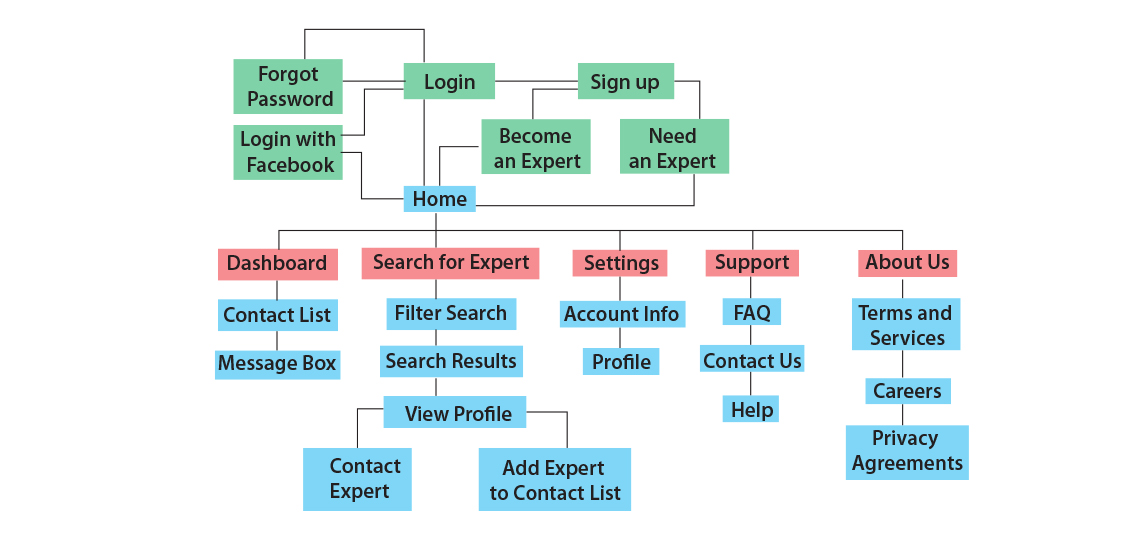 Forgot
Password
Login
Sign up
Login with
Facebook
Become
an Expert
Need
an Expert
Home
Dashboard
Search for Expert
Settings
Support
About Us
Contact List
Filter Search
Account Info
FAQ
Terms and
Services
Message Box
Search Results
Profile
Contact Us
Careers
View Profile
Help
Privacy
Agreements
Contact
Expert
Add Expert
to Contact List